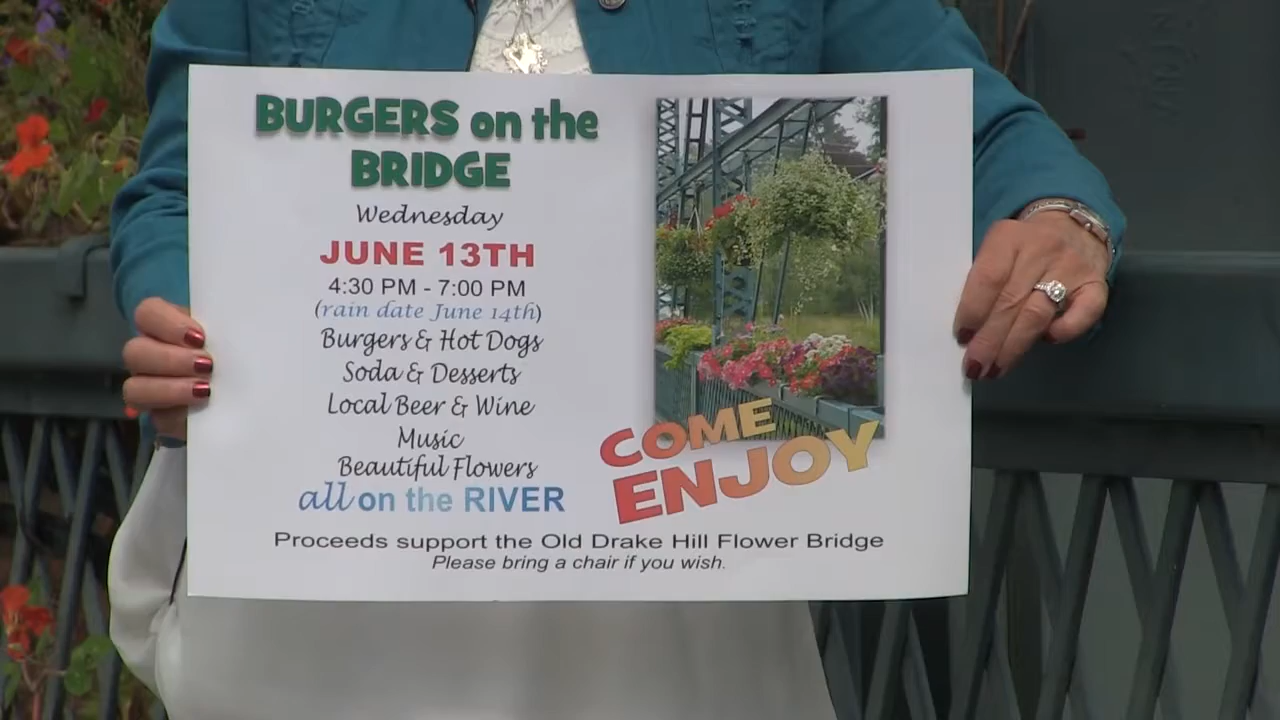 BURGERS on the
BRIDGE
Wednesday
JUNE 13TH
4:30 PM - 7:00 PM
(rain date June 14th)
Burgers & Hot Dogs
Soda & Desserts
Local Beer & Wine
Music
Beautiful Flowers
all on the RIVER
COME
ENJOY
Proceeds support the Old Drake Hill Flower Bridge
Please bring a chair if you wish.